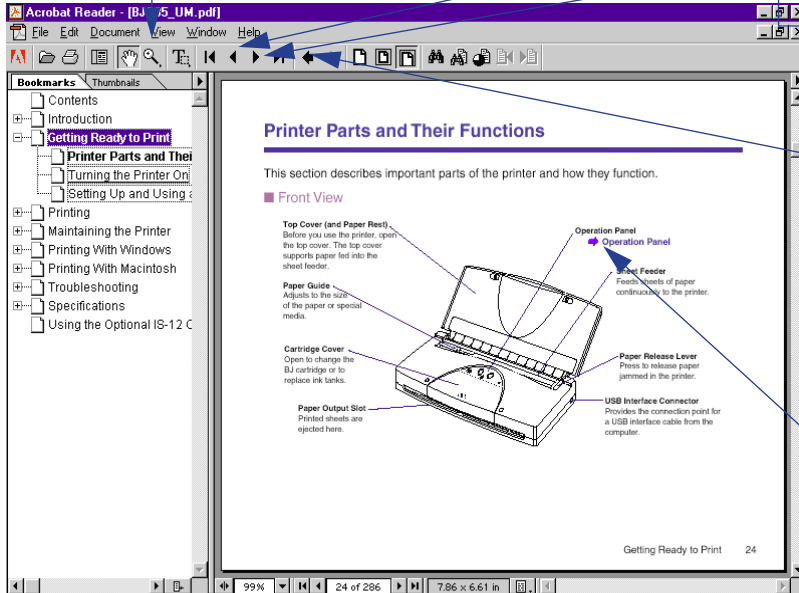 Acrobat Reader - [BJ 5_UM.pdf]
File Edit Document View Window Help
Bookmarks Thumbnails
Contents
Introduction
Getting Ready to Print
Printer Parts and Thei
Turning the Printer On
Setting Up and Using a
Printing
Maintaining the Printer
Printing With Windows
Printing With Macintosh
Troubleshooting
Specifications
Using the Optional IS-12 C
Printer Parts and Their Functions
This section describes important parts of the printer and how they function.
Front View
Top Cover (and Paper Rest)
Before you use the printer, open
the top cover. The top cover
supports paper fed into the
sheet feeder.
Paper Guide
Adjusts to the size
of the paper or special
media.
Cartridge Cover
Open to change the
BJ cartridge or to
replace ink tanks.
Paper Output Slot
Printed sheets are
ejected here.
Operation Panel
Operation Panel
Sheet Feeder
Feeds sheets of paper
continuously to the printer.
Paper Release Lever
Press to release paper
jammed in the printer.
USB Interface Connector
Provides the connection point for
a USB interface cable from the
computer.
Getting Ready to Print 24
99% 24 of 286 7.86 x 6.61 in